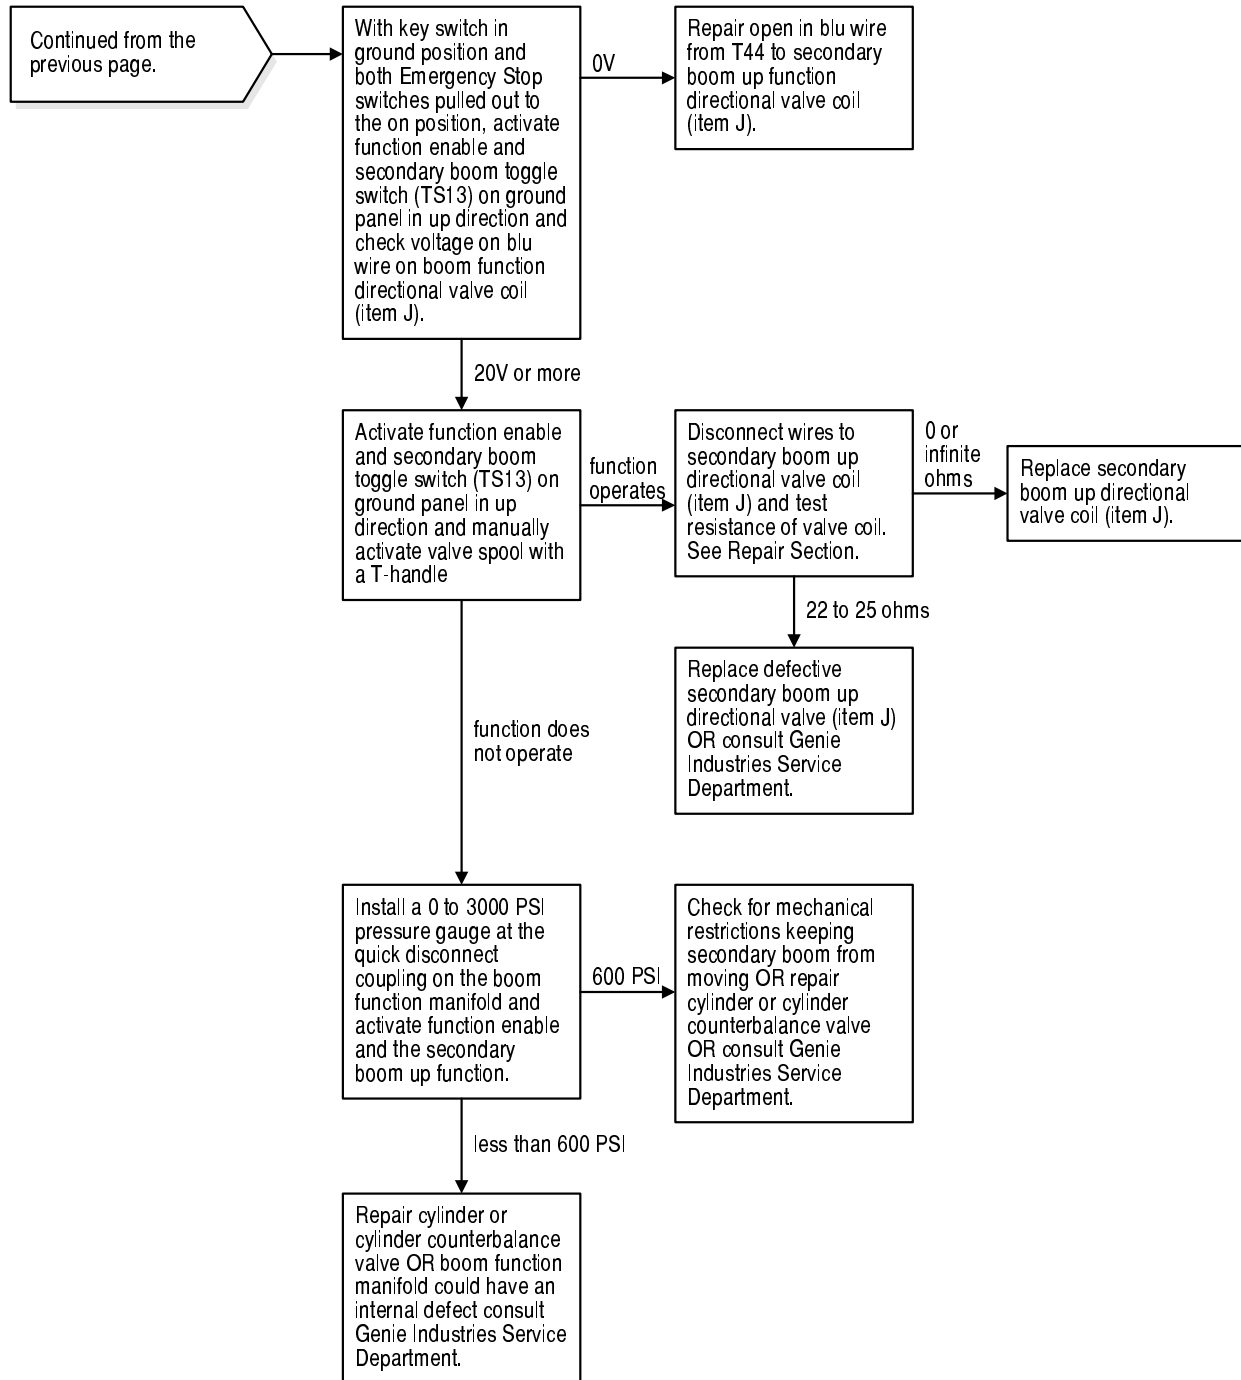 Continued from the
previous page.
With key switch in
ground position and
both Emergency Stop
switches pulled out to
the on position, activate
function enable and
secondary boom toggle
switch (TS13) on ground
panel in up direction and
check voltage on blu
wire on boom function
directional valve coil
(item J).
0V
Repair open in blu wire
from T44 to secondary
boom up function
directional valve coil
(item J).
20V or more
Activate function enable
and secondary boom
toggle switch (TS13) on
ground panel in up
direction and manually
activate valve spool with
a T-handle
function
operates
Disconnect wires to
secondary boom up
directional valve coil
(item J) and test
resistance of valve coil.
See Repair Section.
0 or
infinite
ohms
Replace secondary
boom up directional
valve coil (item J).
22 to 25 ohms
Replace defective
secondary boom up
directional valve (item J)
OR consult Genie
Industries Service
Department.
function does
not operate
Install a 0 to 3000 PSI
pressure gauge at the
quick disconnect
coupling on the boom
function manifold and
activate function enable
and the secondary
boom up function.
600 PSI
Check for mechanical
restrictions keeping
secondary boom from
moving OR repair
cylinder or cylinder
counterbalance valve
OR consult Genie
Industries Service
Department.
less than 600 PSI
Repair cylinder or
cylinder counterbalance
valve OR boom function
manifold could have an
internal defect consult
Genie Industries Service
Department.